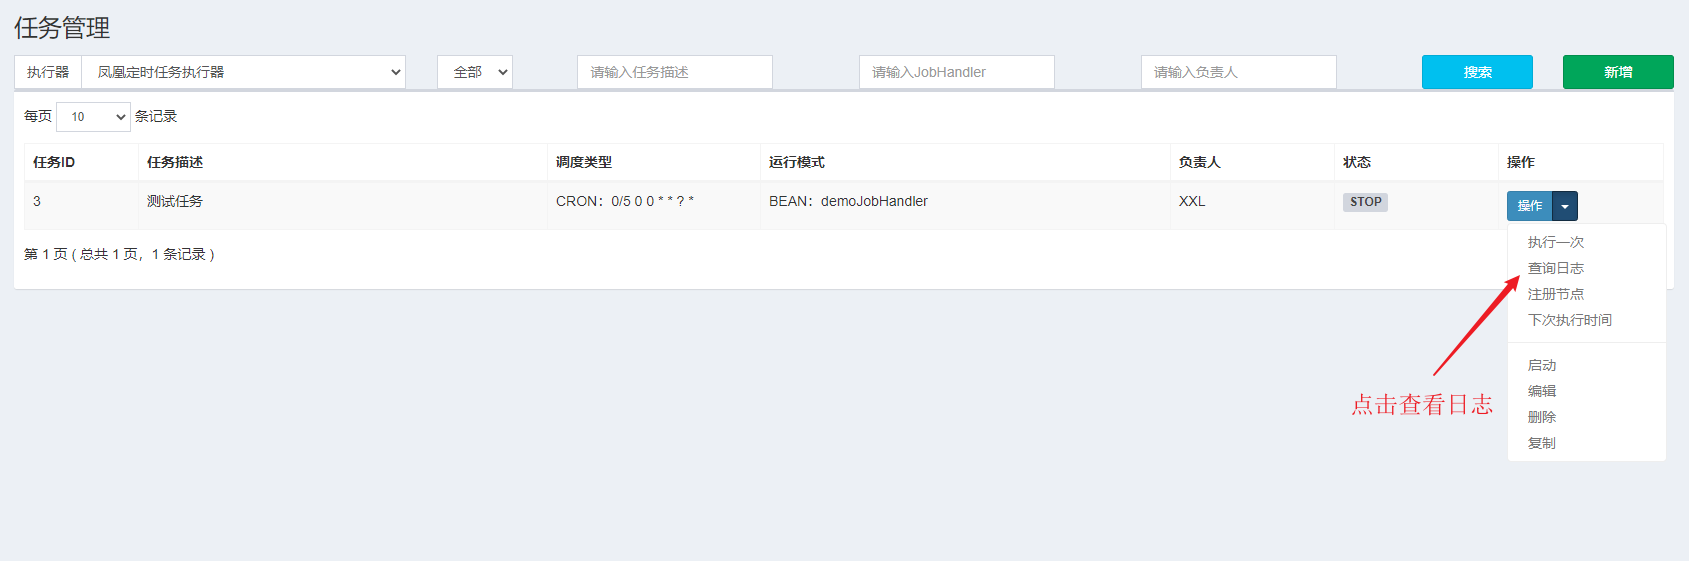 任务管理
执行器 凤凰定时任务执行器 全部 请输入任务描述 请输入JobHandler 请输入负责人 搜索 新增
每页 10 条记录
任务ID 任务描述 调度类型 运行模式 负责人 状态 操作
3 测试任务 CRON：0/5 0 0 * * ? * BEAN：demoJobHandler XXL STOP 操作
第 1 页 ( 总共 1 页，1 条记录 )
执行一次
查询日志
注册节点
下次执行时间
启动
编辑
删除
复制
点击查看日志